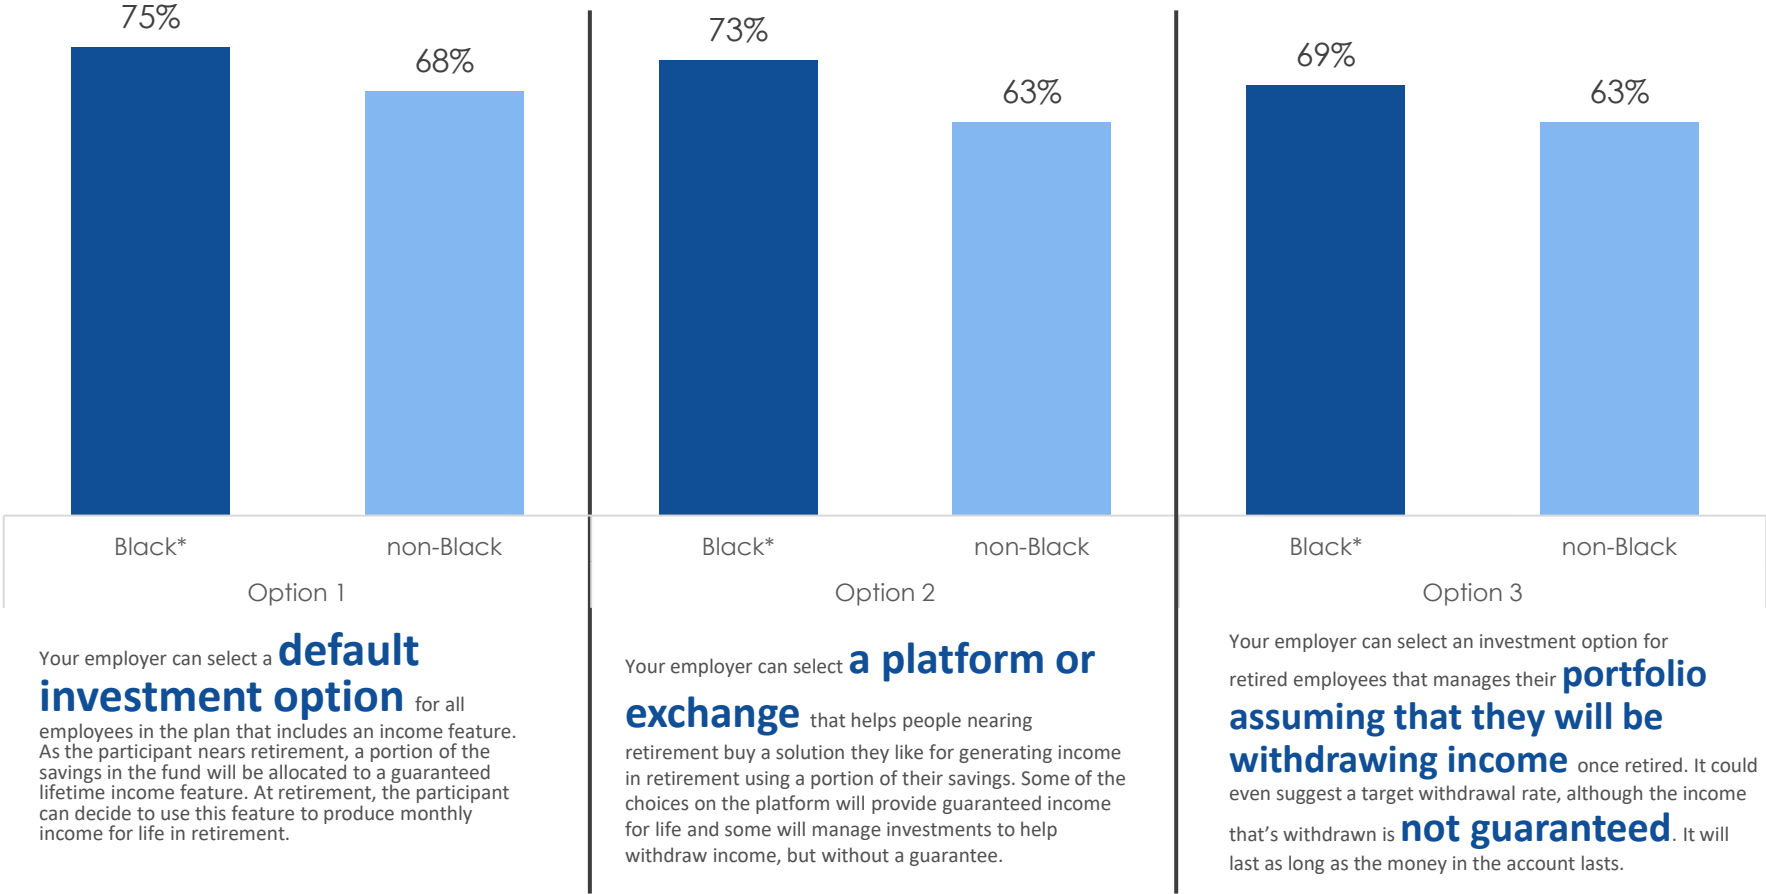 75%
68%
Black*
non-Black
Option 1
Your employer can select a default
investment option for all
employees in the plan that includes an income feature.
As the participant nears retirement, a portion of the
savings in the fund will be allocated to a guaranteed
lifetime income feature. At retirement, the participant
can decide to use this feature to produce monthly
income for life in retirement.
73%
63%
Black*
non-Black
Option 2
Your employer can select a platform or
exchange that helps people nearing
retirement buy a solution they like for generating income
in retirement using a portion of their savings. Some of the
choices on the platform will provide guaranteed income
for life and some will manage investments to help
withdraw income, but without a guarantee.
69%
63%
Black*
non-Black
Option 3
Your employer can select an investment option for
retired employees that manages their portfolio
assuming that they will be
withdrawing income once retired. It could
even suggest a target withdrawal rate, although the income
that’s withdrawn is not guaranteed. It will
last as long as the money in the account lasts.